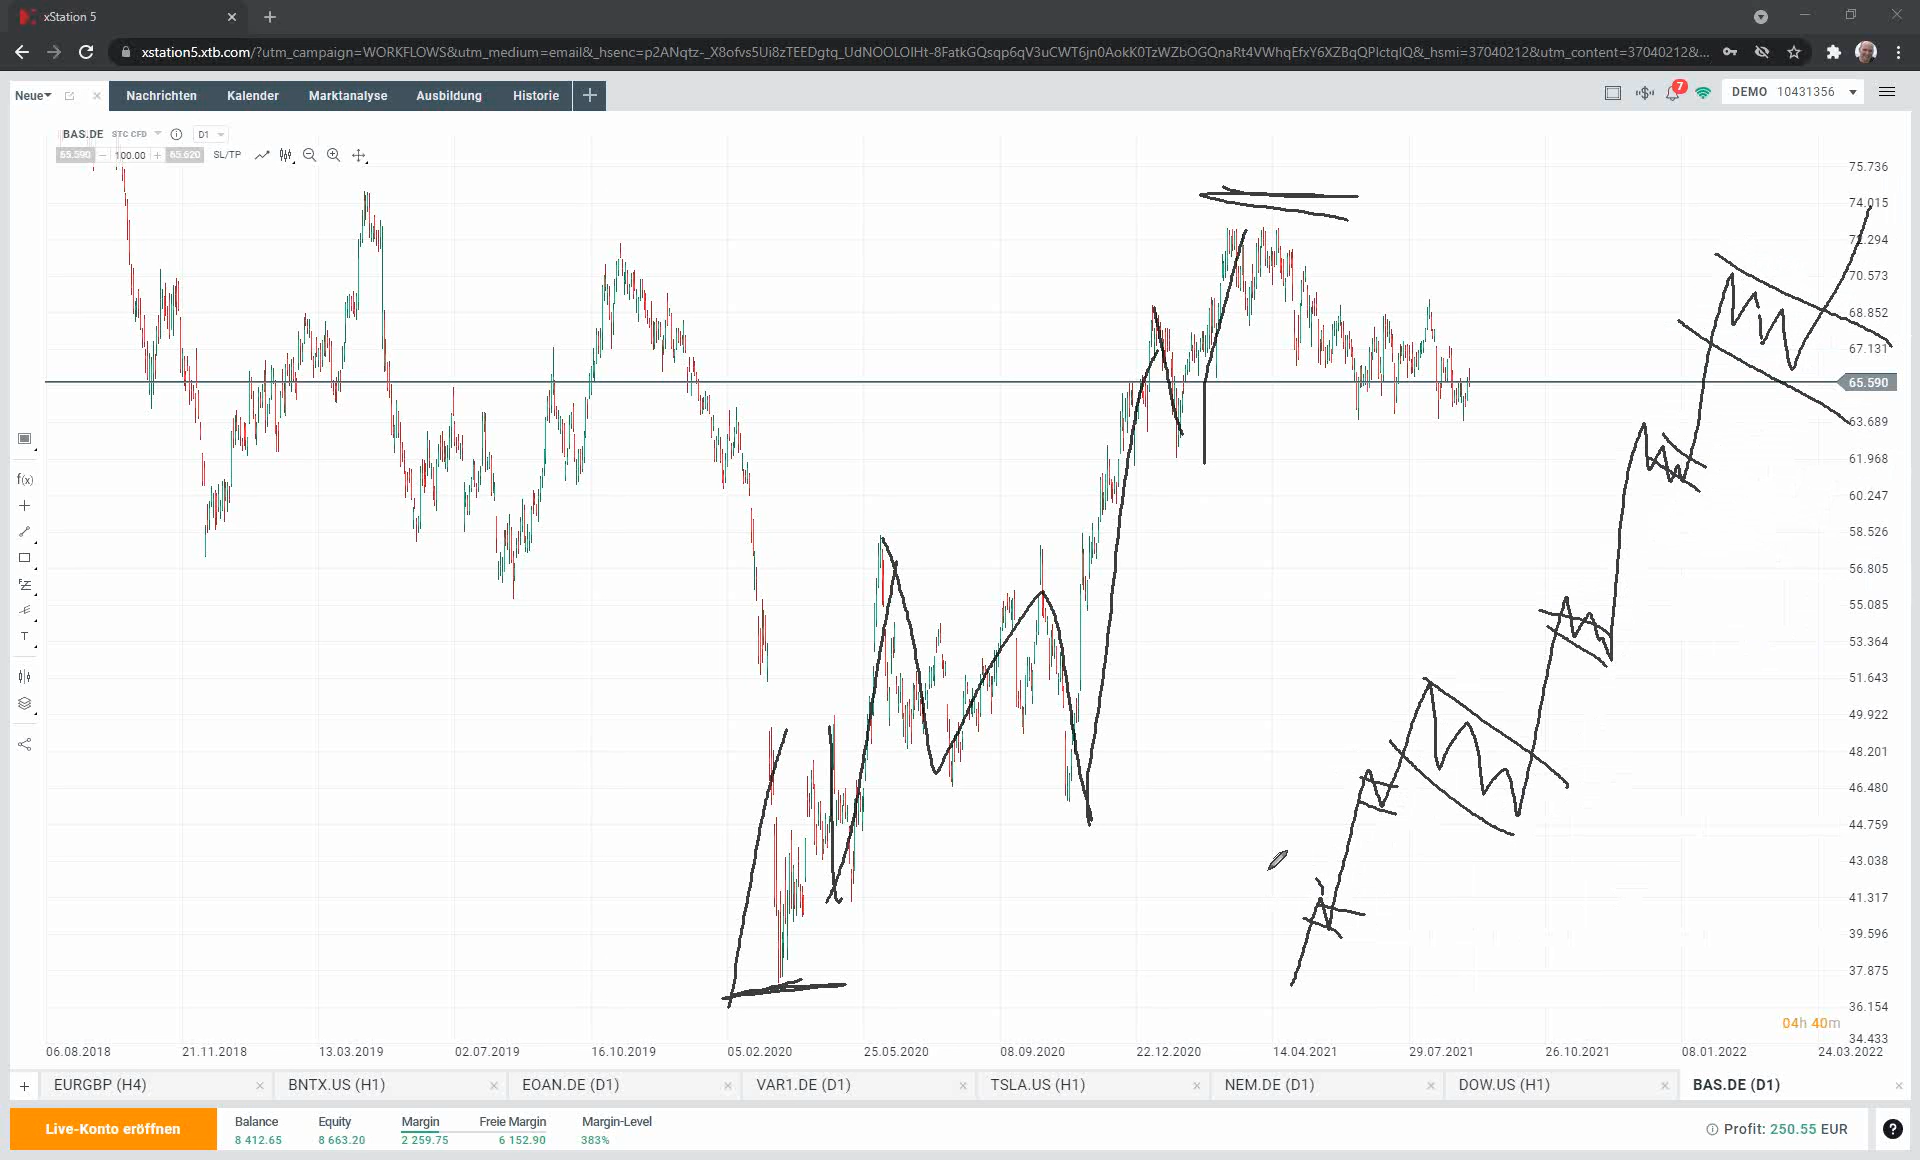 xStation 5
xstation5.xtb.com/?utm_campaign=WORKFLOWS&utm_medium=email&_hsenc=p2ANqtz-_X8ofvs5Ui8zTEEDgtq_UdNOOLOlHt-8FatkGQsqp6qV3uCWT6jn0AokK0TzWZbOGQnaRt4VWhqEfxY6XZBqQPlctqIQ&_hsmi=37040212&utm_content=37040212&...
Neue Nachrichten Kalender Marktanalyse Ausbildung Historie
7 DEMO 10431356
BAS.DE STC CFD D1
65.590 100.00 65.620 SL/TP
75.736
74.015
72.294
70.573
68.852
67.131
65.590
63.689
61.968
60.247
58.526
56.805
55.085
53.364
51.643
49.922
48.201
46.480
44.759
43.038
41.317
39.596
37.875
36.154
34.433
f(x)
T
04h 40m
06.08.2018 21.11.2018 13.03.2019 02.07.2019 16.10.2019 05.02.2020 25.05.2020 08.09.2020 22.12.2020 14.04.2021 29.07.2021 26.10.2021 08.01.2022 24.03.2022
+ EURGBP (H4) BNTX.US (H1) EOAN.DE (D1) VAR1.DE (D1) TSLA.US (H1) NEM.DE (D1) DOW.US (H1) BAS.DE (D1)
Live-Konto eröffnen
Balance Equity Margin Freie Margin Margin-Level
8 412.65 8 663.20 2 259.75 6 152.90 383%
Profit: 250.55 EUR ?